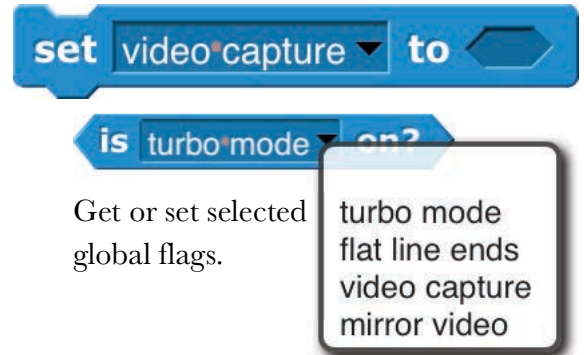 set video capture to
is turbo mode on?
Get or set selected
global flags.
turbo mode
flat line ends
video capture
mirror video